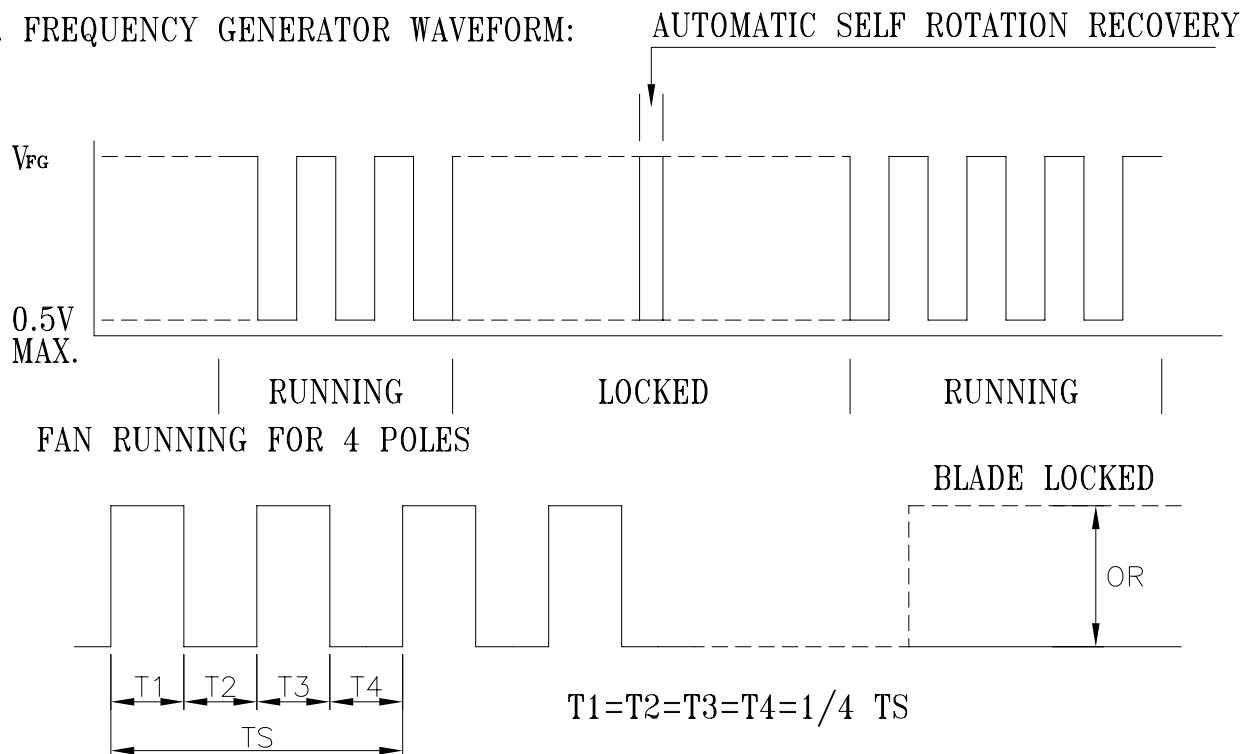 . FREQUENCY GENERATOR WAVEFORM:
AUTOMATIC SELF ROTATION RECOVERY
VFG
0.5V
MAX.
RUNNING
LOCKED
RUNNING
FAN RUNNING FOR 4 POLES
BLADE LOCKED
OR
T1
T2
T3
T4
T1=T2=T3=T4=1/4 TS
TS